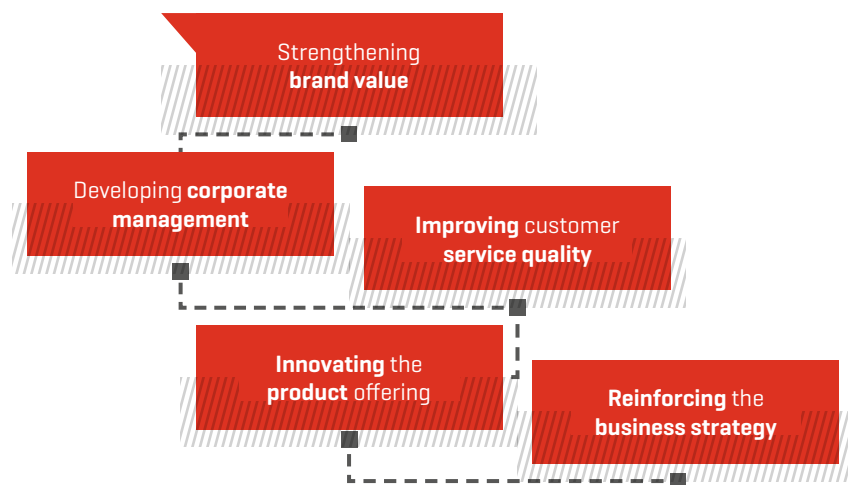 Strengthening
brand value
Developing corporate
management
Improving customer
service quality
Innovating the
product offering
Reinforcing the
business strategy